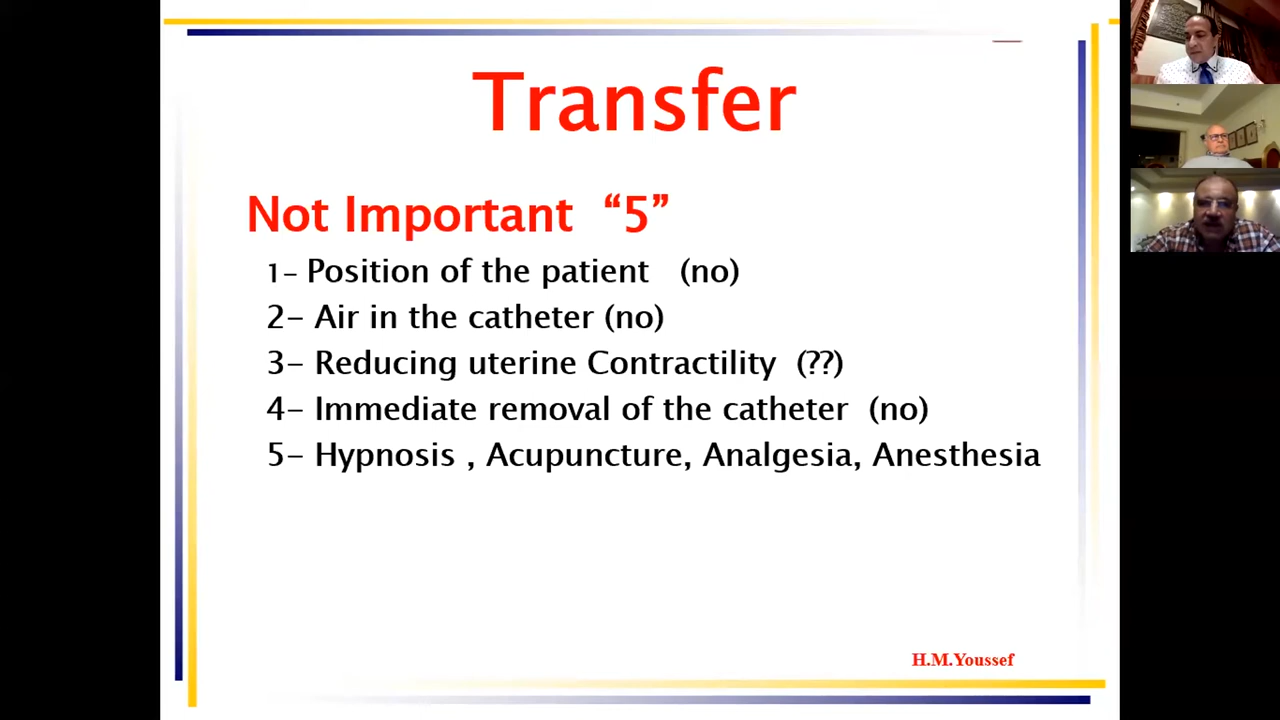 Transfer
Not Important “5”
1- Position of the patient (no)
2- Air in the catheter (no)
3- Reducing uterine Contractility (??)
4- Immediate removal of the catheter (no)
5- Hypnosis , Acupuncture, Analgesia, Anesthesia
H.M.Youssef